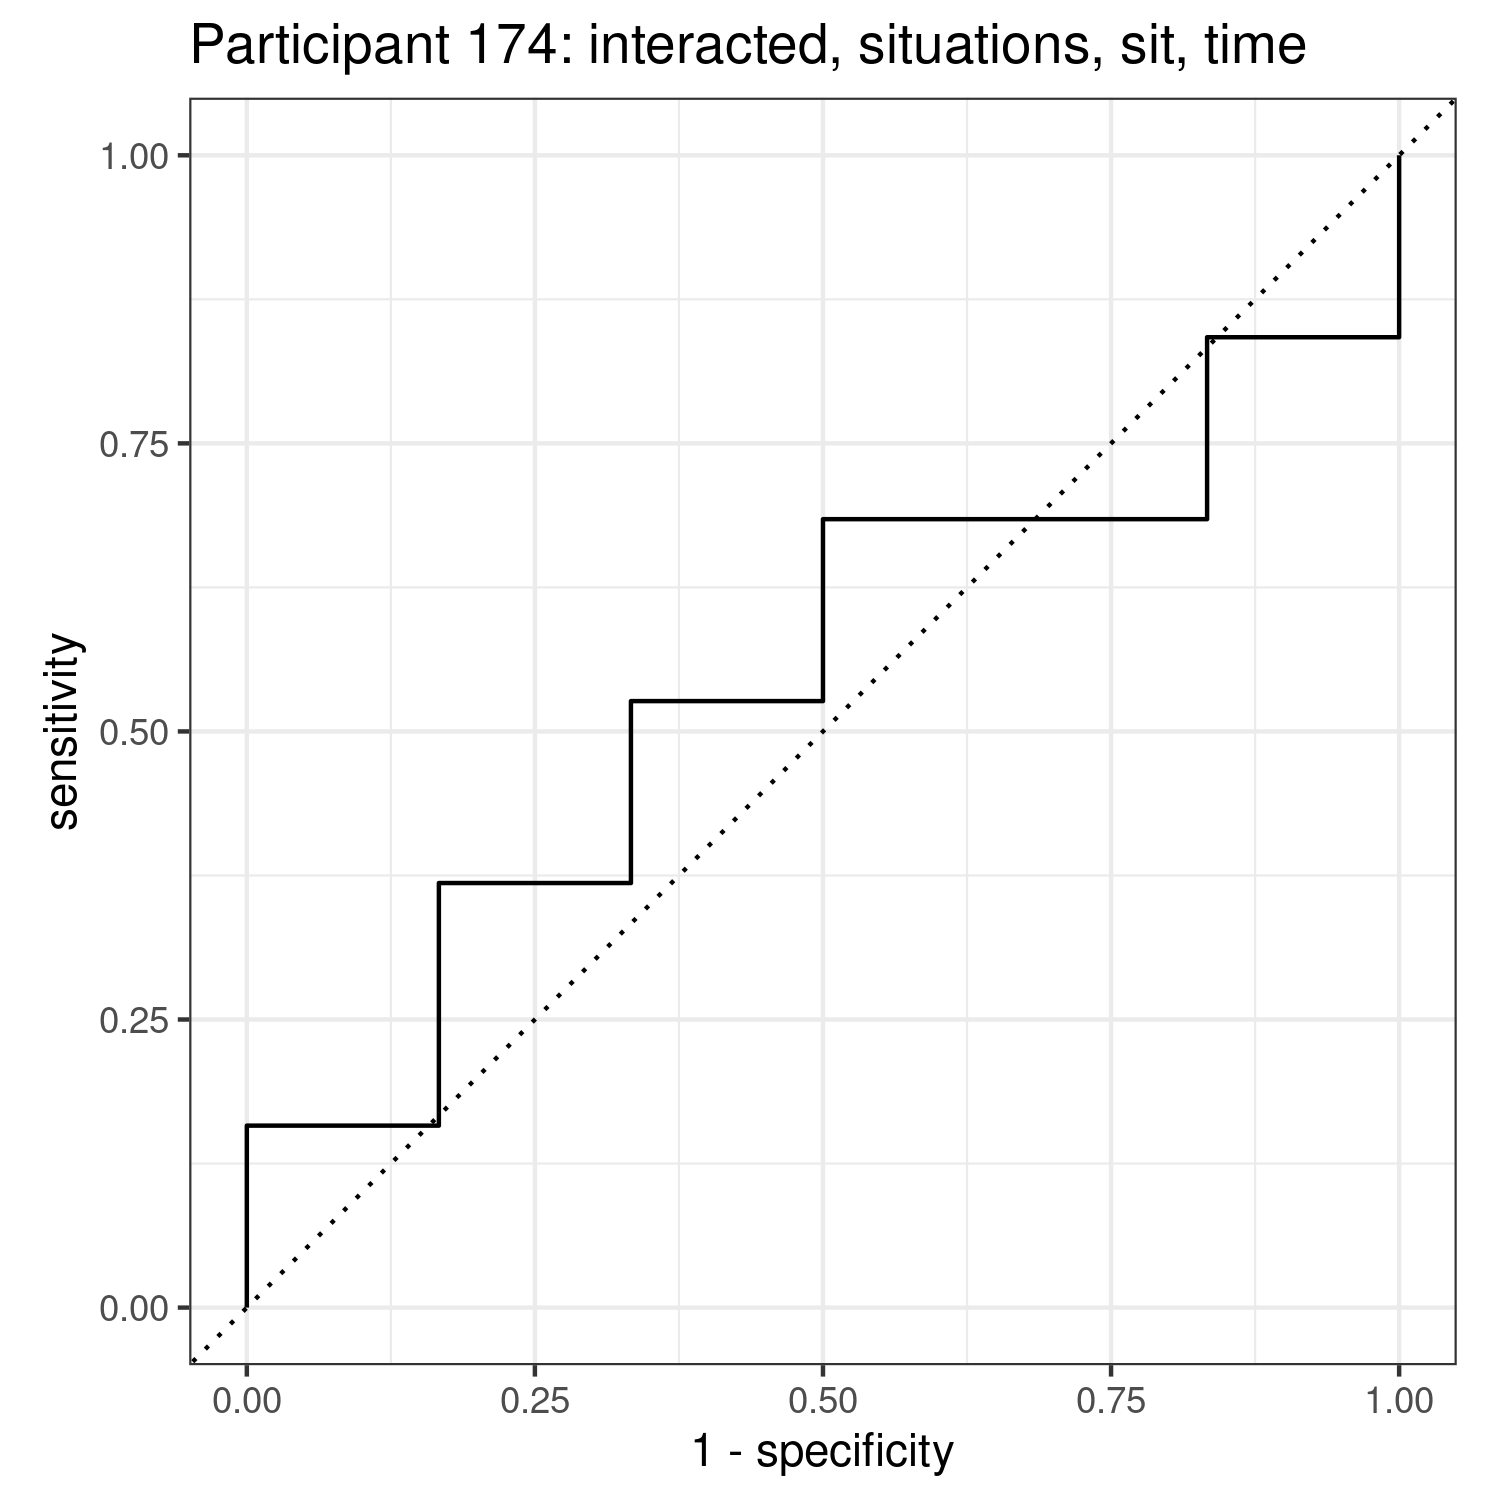 Participant 174: interacted, situations, sit, time
1.00
0.75
0.50
0.25
0.00
sensitivity
0.00 0.25 0.50 0.75 1.00
1 - specificity